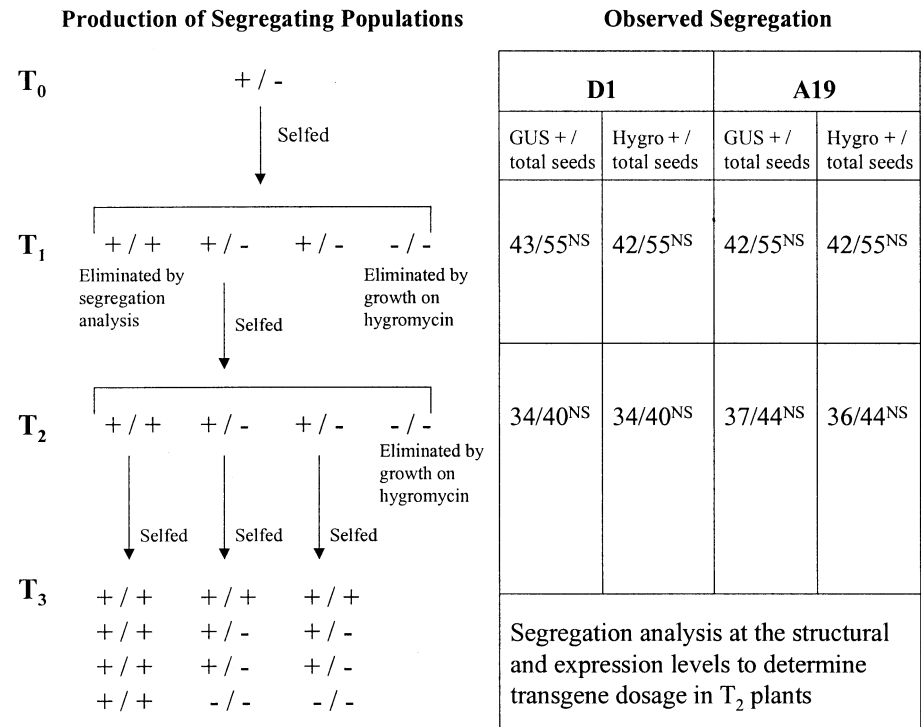 Production of Segregating Populations
Observed Segregation
T0
+ / -
Selfed
T1
+ / + + / - + / - - / -
Eliminated by
segregation
analysis
Eliminated by
growth on
hygromycin
Selfed
T2
+ / + + / - + / - - / -
Eliminated by
growth on
hygromycin
Selfed Selfed Selfed
T3
+ / + + / + + / +
+ / + + / - + / -
+ / + + / - + / -
+ / + - / - - / -
D1 A19
GUS + / Hygro + / GUS + / Hygro + /
total seeds total seeds total seeds total seeds
43/55NS 42/55NS 42/55NS 42/55NS
34/40NS 34/40NS 37/44NS 36/44NS
Segregation analysis at the structural
and expression levels to determine
transgene dosage in T2 plants